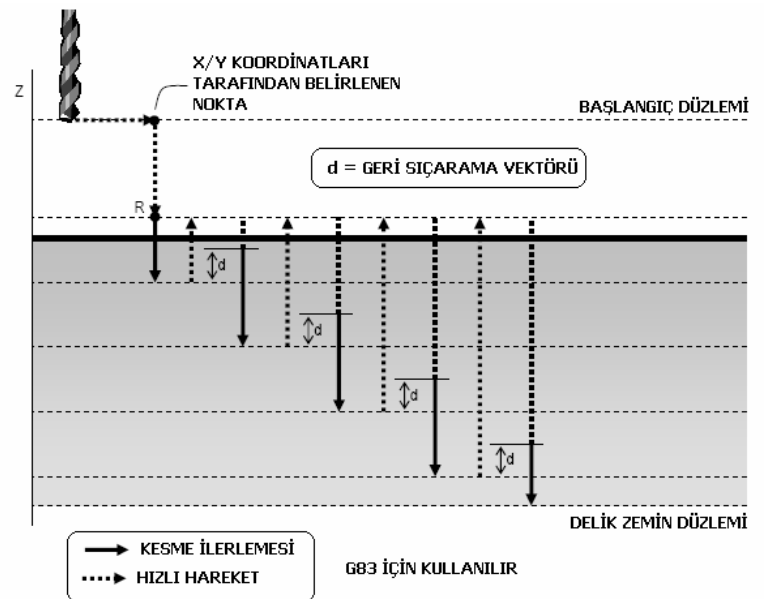 X/Y KOORDİNATLARI
TARAFINDAN BELİRLENEN
NOKTA
Z
BAŞLANGIÇ DÜZLEMİ
d = GERİ SIÇARAMA VEKTÖRÜ
R
d
d
d
d
DELİK ZEMİN DÜZLEMİ
KESME İLERLEMESİ
HIZLI HAREKET
G83 İÇİN KULLANILIR